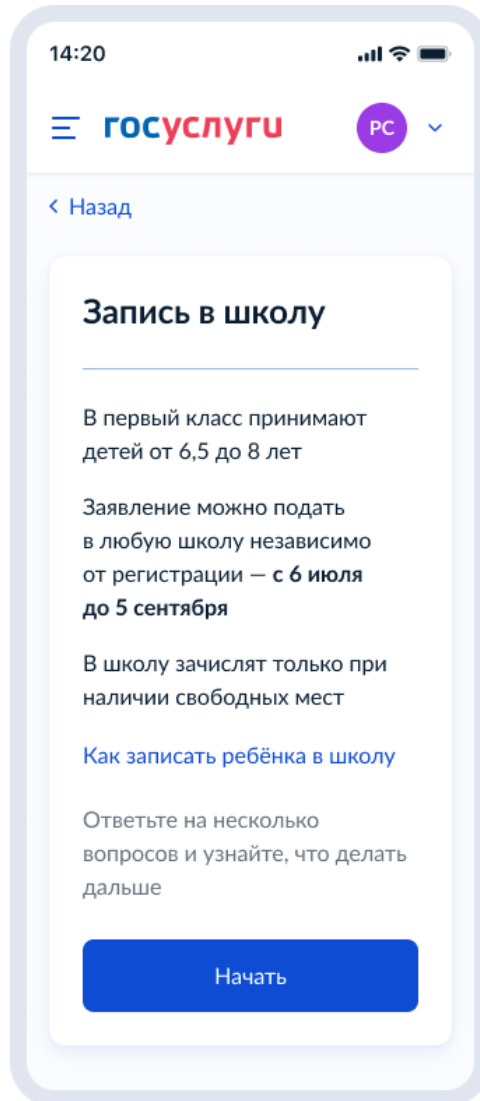 14:20
госуслуги
РС
Назад
Запись в школу
В первый класс принимают
детей от 6,5 до 8 лет
Заявление можно подать
в любую школу независимо
от регистрации — с 6 июля
до 5 сентября
В школу зачислят только при
наличии свободных мест
Как записать ребёнка в школу
Ответьте на несколько
вопросов и узнайте, что делать
дальше
Начать